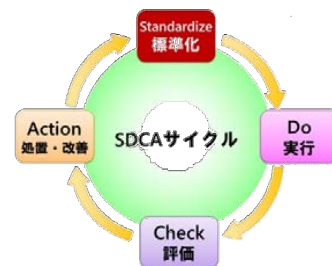 Standardize
標準化
Action
処置・改善
SDCAサイクル
Do
実行
Check
評価